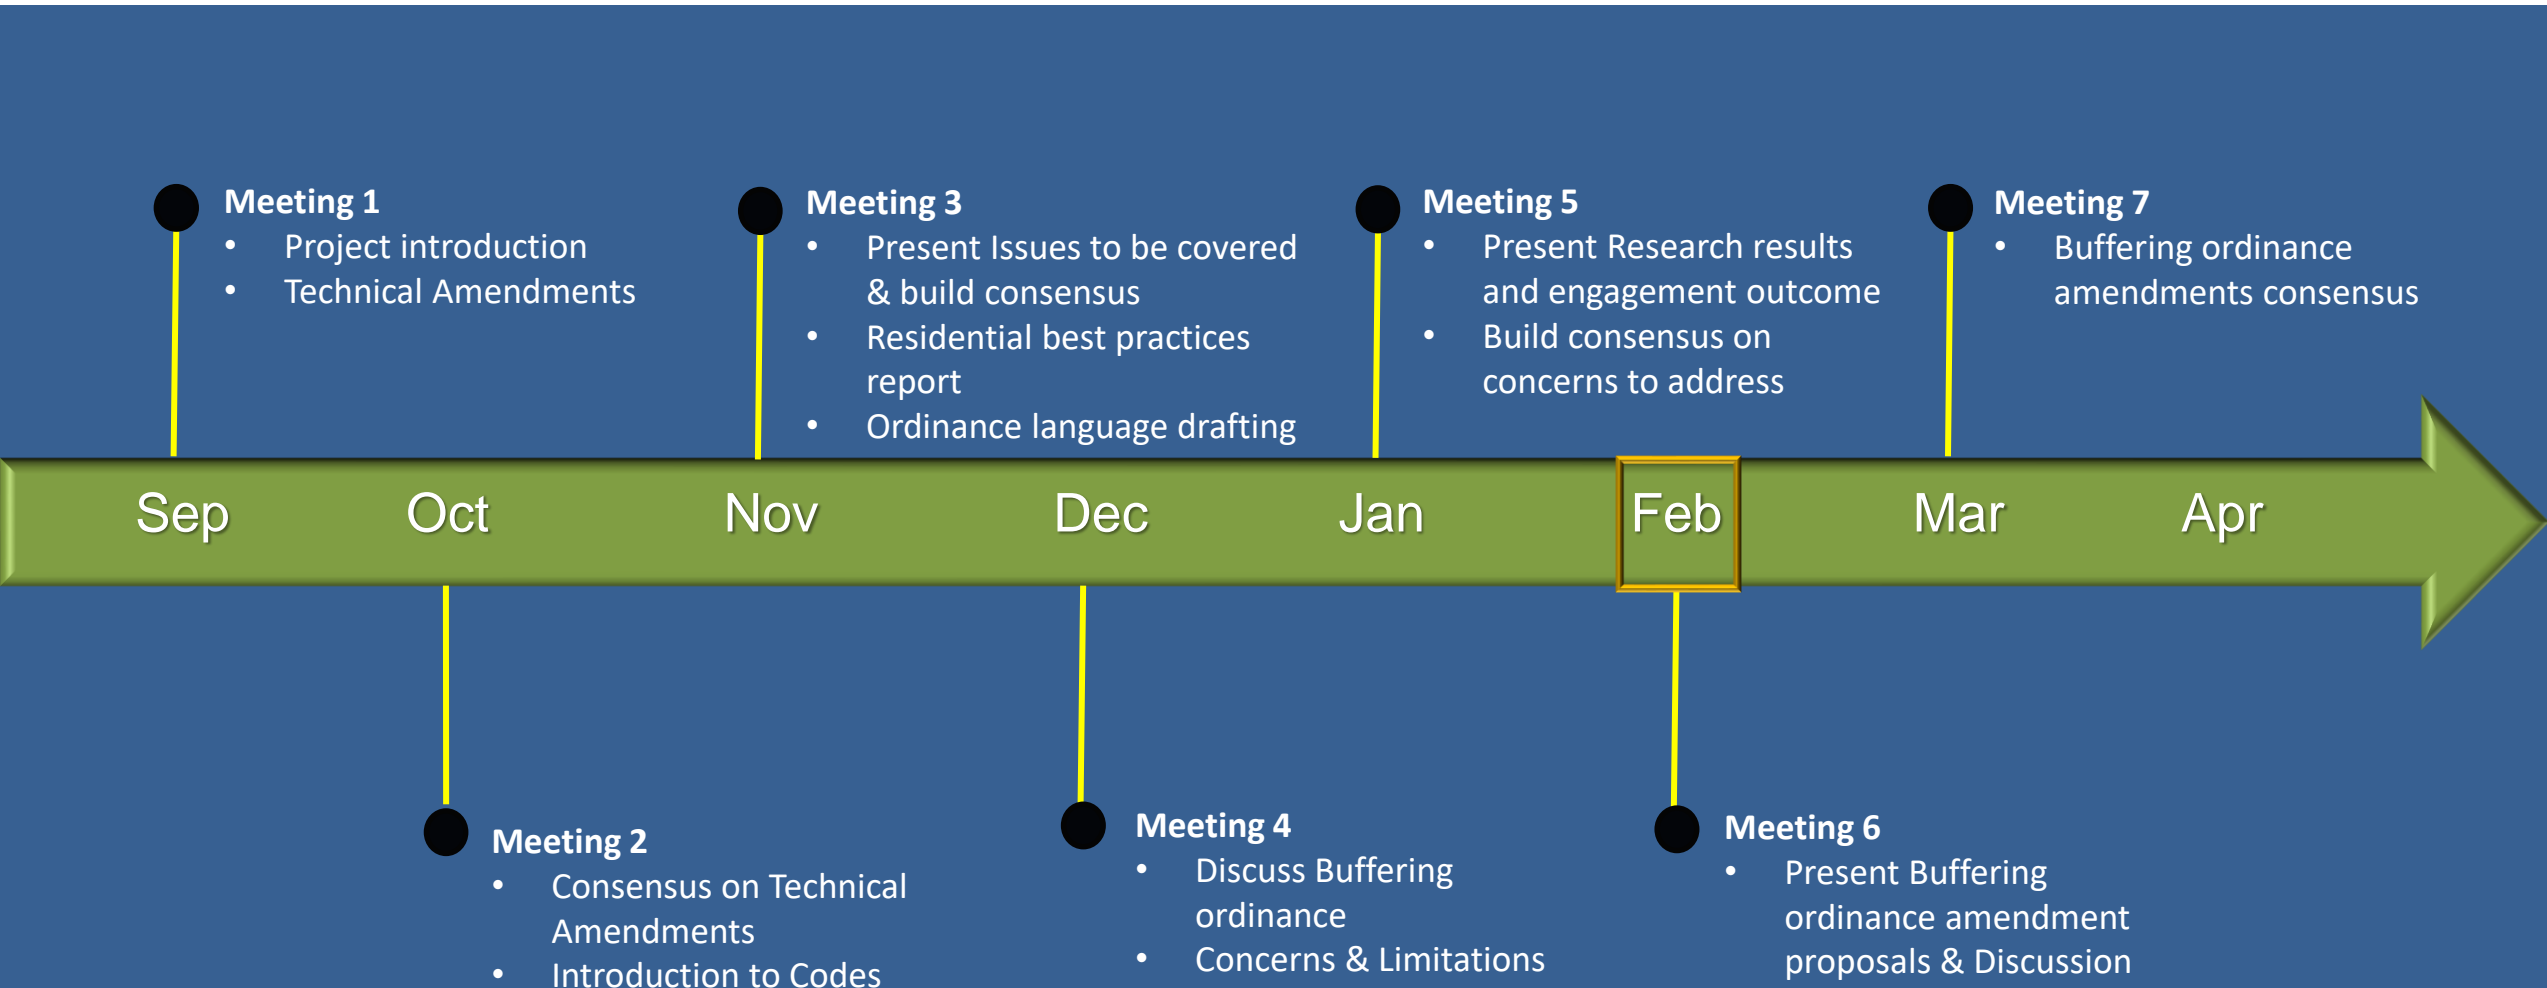 Meeting 1
• Project introduction
• Technical Amendments
Meeting 3
• Present Issues to be covered
& build consensus
• Residential best practices
report
• Ordinance language drafting
Meeting 5
• Present Research results
and engagement outcome
• Build consensus on
concerns to address
Meeting 7
• Buffering ordinance
amendments consensus
Sep Oct Nov Dec Jan Feb Mar Apr
Meeting 2
• Consensus on Technical
Amendments
• Introduction to Codes
Meeting 4
• Discuss Buffering
ordinance
• Concerns & Limitations
Meeting 6
• Present Buffering
ordinance amendment
proposals & Discussion